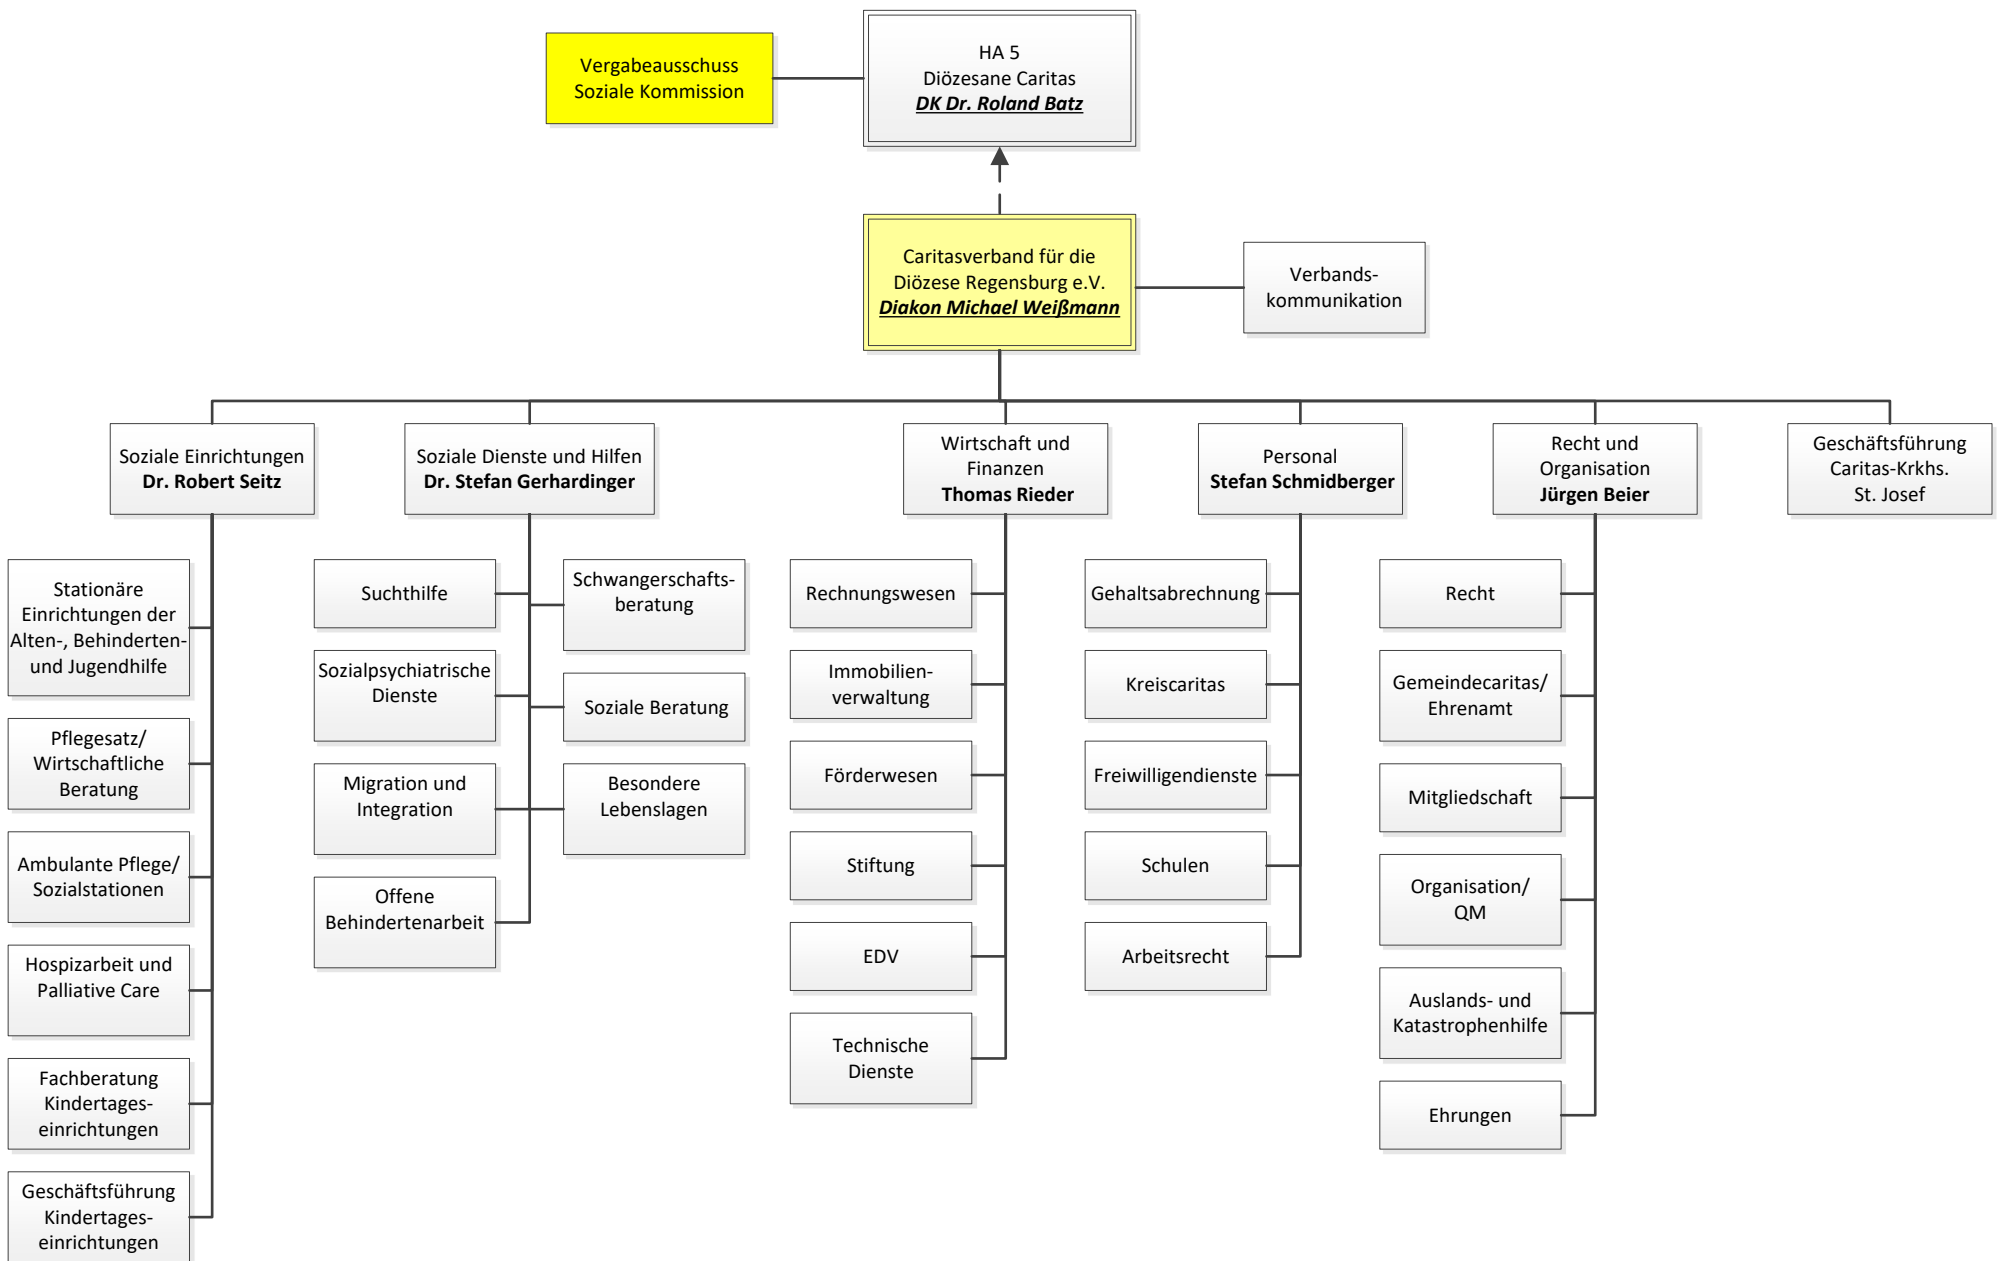 Vergabeausschuss
Soziale Kommission
HA 5
Diözesane Caritas
DK Dr. Roland Batz
Caritasverband für die
Diözese Regensburg e.V.
Diakon Michael Weißmann
Verbands-
kommunikation
Soziale Einrichtungen
Dr. Robert Seitz
Soziale Dienste und Hilfen
Dr. Stefan Gerhardinger
Wirtschaft und
Finanzen
Thomas Rieder
Personal
Stefan Schmidberger
Recht und
Organisation
Jürgen Beier
Geschäftsführung
Caritas-Krkhs.
St. Josef
Stationäre
Einrichtungen der
Alten-, Behinderten-
und Jugendhilfe
Pflegesatz/
Wirtschaftliche
Beratung
Ambulante Pflege/
Sozialstationen
Hospizarbeit und
Palliative Care
Fachberatung
Kindertages-
einrichtungen
Geschäftsführung
Kindertages-
einrichtungen
Suchthilfe
Sozialpsychiatrische
Dienste
Migration und
Integration
Offene
Behindertenarbeit
Schwangerschafts-
beratung
Soziale Beratung
Besondere
Lebenslagen
Rechnungswesen
Immobilien-
verwaltung
Förderwesen
Stiftung
EDV
Technische
Dienste
Gehaltsabrechnung
Kreiscaritas
Freiwilligendienste
Schulen
Arbeitsrecht
Recht
Gemeindecaritas/
Ehrenamt
Mitgliedschaft
Organisation/
QM
Auslands- und
Katastrophenhilfe
Ehrungen